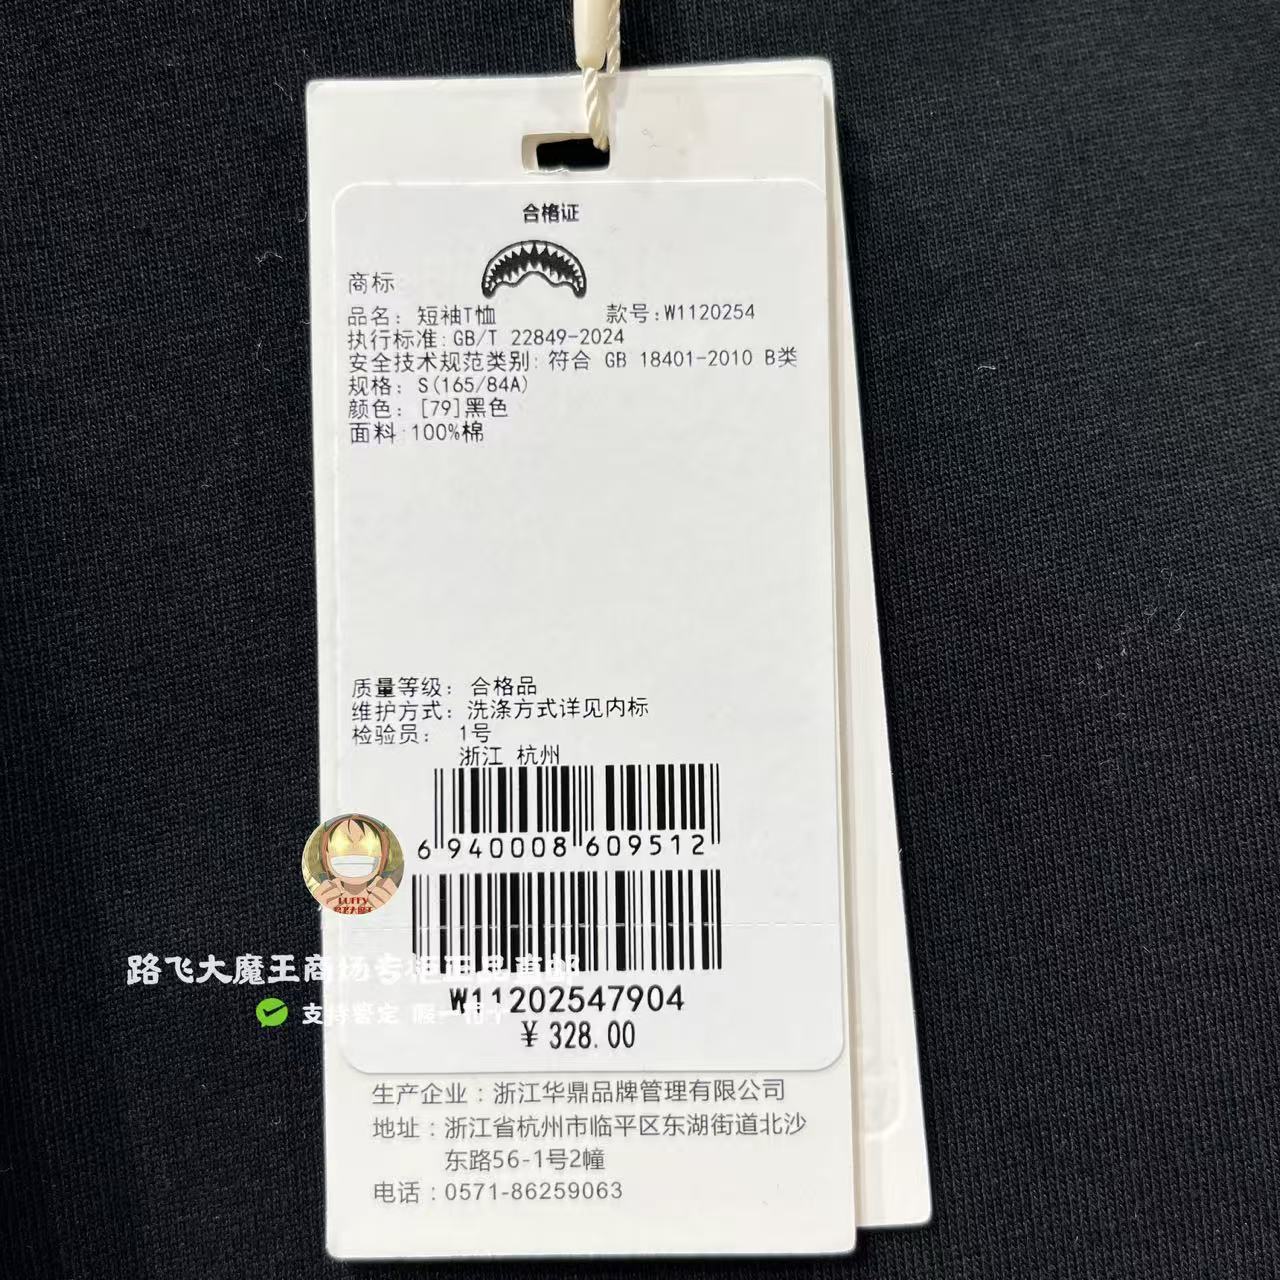 合格证
商标
品名：短袖T恤 款号:W1120254
执行标准:GB/T 22849-2024
安全技术规范类别：符合 GB 18401-2010 B类
规格：S(165/84A)
颜色：[79]黑色
面料:100%棉
质量等级：合格品
维护方式：洗涤方式详见内标
检验员：1号
浙江 杭州
6 940008 609512
LUFFY
路飞大魔王商场专柜正品直邮
W11202547904
支持鉴定 假一
￥328.00
生产企业：浙江华鼎品牌管理有限公司
地址：浙江省杭州市临平区东湖街道北沙
东路56-1号2幢
电话：0571-86259063